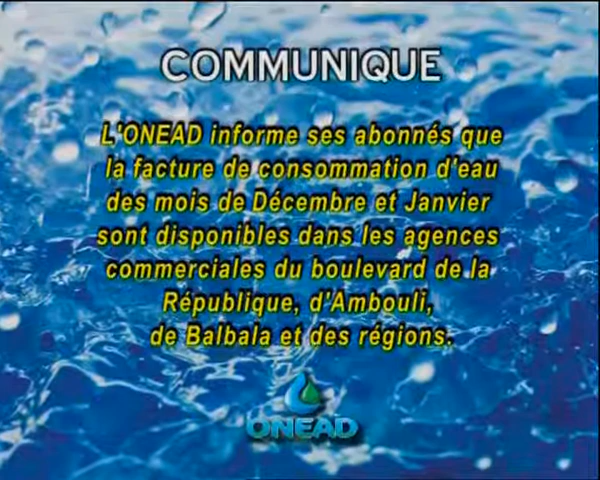 COMMUNIQUE
L'ONEAD informe ses abonnés que
la facture de consommation d'eau
des mois de Décembre et Janvier
sont disponibles dans les agences
commerciales du boulevard de la
République, d'Ambouli,
de Balbala et des régions.
ONEAD